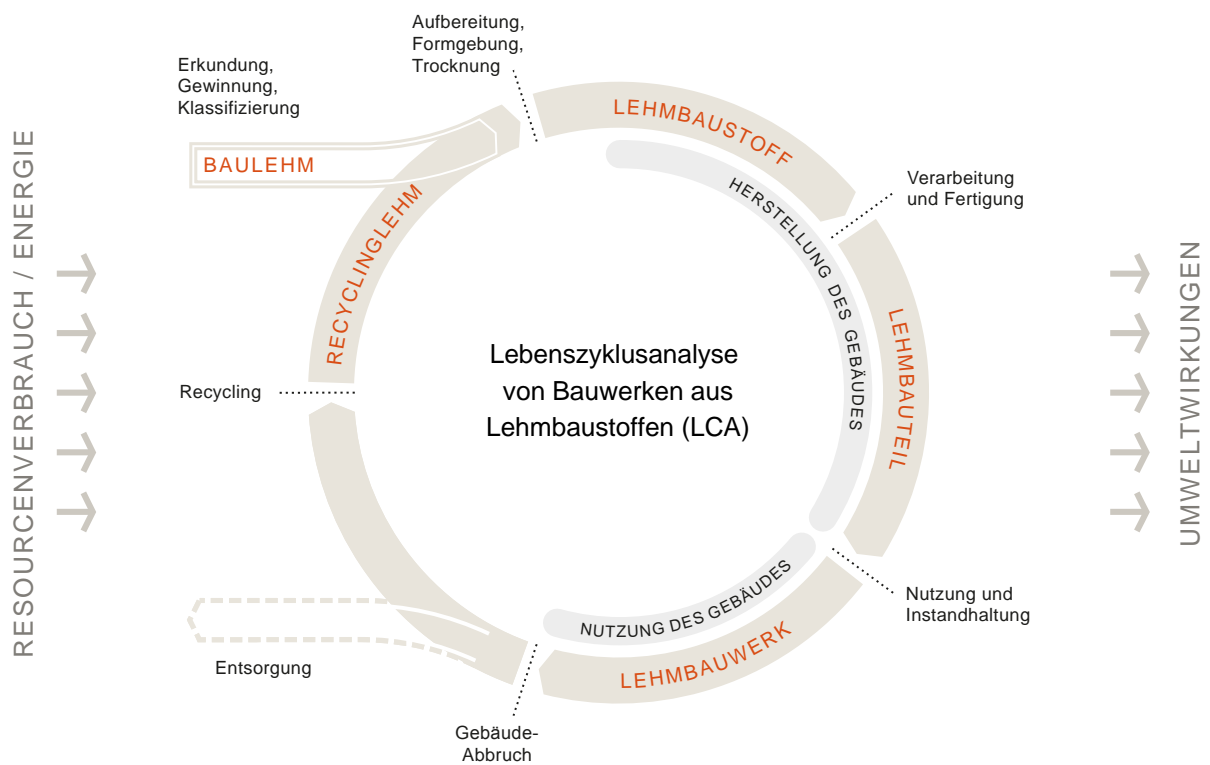 Aufbereitung,
Formgebung,
Trocknung
Erkundung,
Gewinnung,
Klassifizierung
BAULEHM
LEHMBAUSTOFF
HERSTELLUNG DES GEBÄUDES
Verarbeitung
und Fertigung
RECYCLINGLEHM
LEHMBAUTEIL
RESOURCENVERBRAUCH / ENERGIE
UMWELTWIRKUNGEN
Lebenszyklusanalyse
von Bauwerken aus
Lehmbaustoffen (LCA)
Recycling
Nutzung und
Instandhaltung
NUTZUNG DES GEBÄUDES
LEHMBAUWERK
Entsorgung
Gebäude-
Abbruch